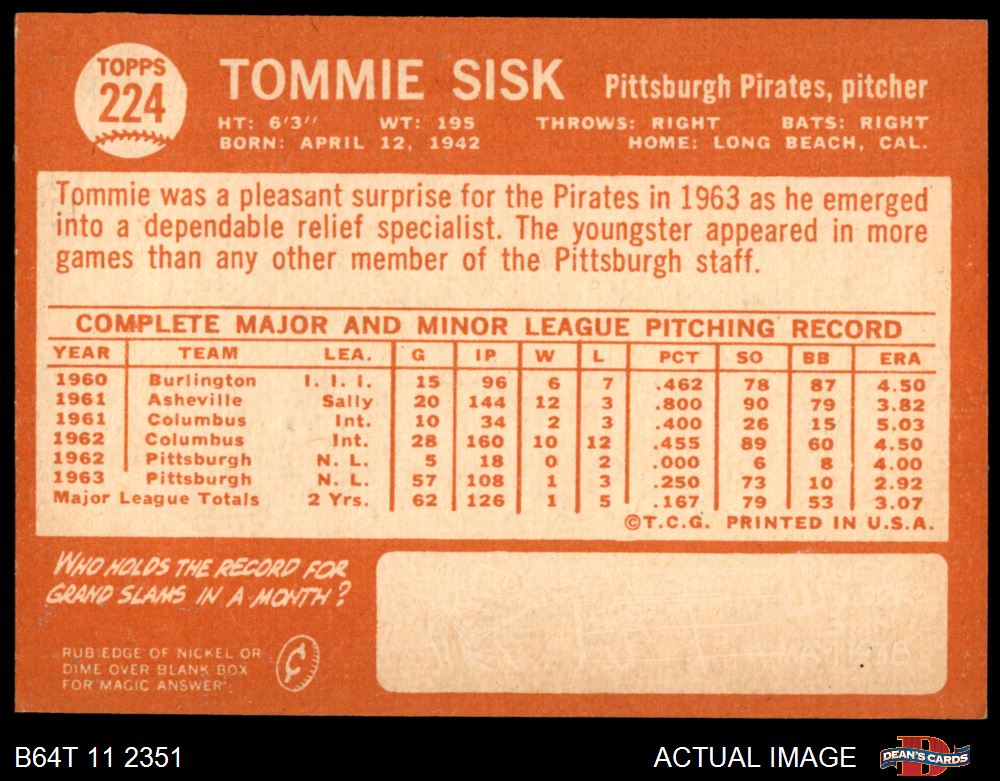 TOPPS
224
TOMMIE SISK Pittsburgh Pirates, pitcher
HT: 6'3'' WT: 195 THROWS: RIGHT BATS: RIGHT
BORN: APRIL 12, 1942 HOME: LONG BEACH, CAL.
Tommie was a pleasant surprise for the Pirates in 1963 as he emerged
into a dependable relief specialist. The youngster appeared in more
games than any other member of the Pittsburgh staff.
COMPLETE MAJOR AND MINOR LEAGUE PITCHING RECORD
YEAR TEAM LEA. G IP W L PCT SO BB ERA
1960 Burlington I. I. I. 15 96 6 7 .462 78 87 4.50
1961 Asheville Sally 20 144 12 3 .800 90 79 3.82
1961 Columbus Int. 10 34 2 3 .400 26 15 5.03
1962 Columbus Int. 28 160 10 12 .455 89 60 4.50
1962 Pittsburgh N. L. 5 18 0 2 .000 6 8 4.00
1963 Pittsburgh N. L. 57 108 1 3 .250 73 10 2.92
Major League Totals 2 Yrs. 62 126 1 5 .167 79 53 3.07
©T.C.G. PRINTED IN U.S.A.
WHO HOLDS THE RECORD FOR
GRAND SLAMS IN A MONTH?
RUB EDGE OF NICKEL OR
DIME OVER BLANK BOX
FOR "MAGIC ANSWER".
¢
B64T 11 2351 ACTUAL IMAGE DEAN'S CARDS